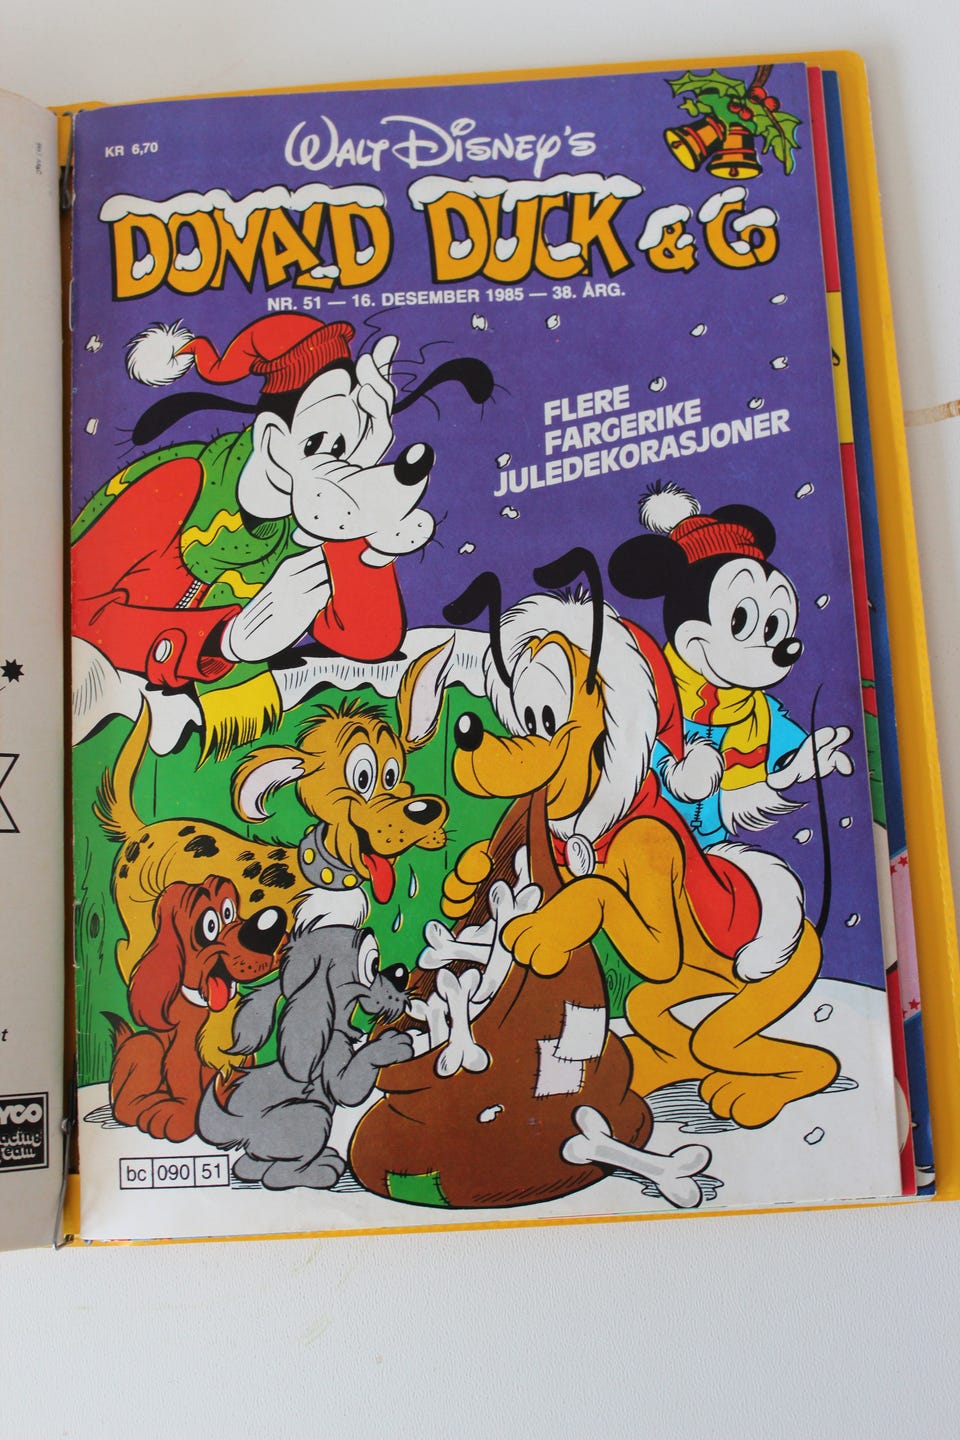 KR 6,70
WALT DISNEY'S
DONALD DUCK & Co
NR. 51 — 16. DESEMBER 1985 — 38. ÅRG.
FLERE
FARGERIKE
JULEDEKORASJONER
bc 090 51
t